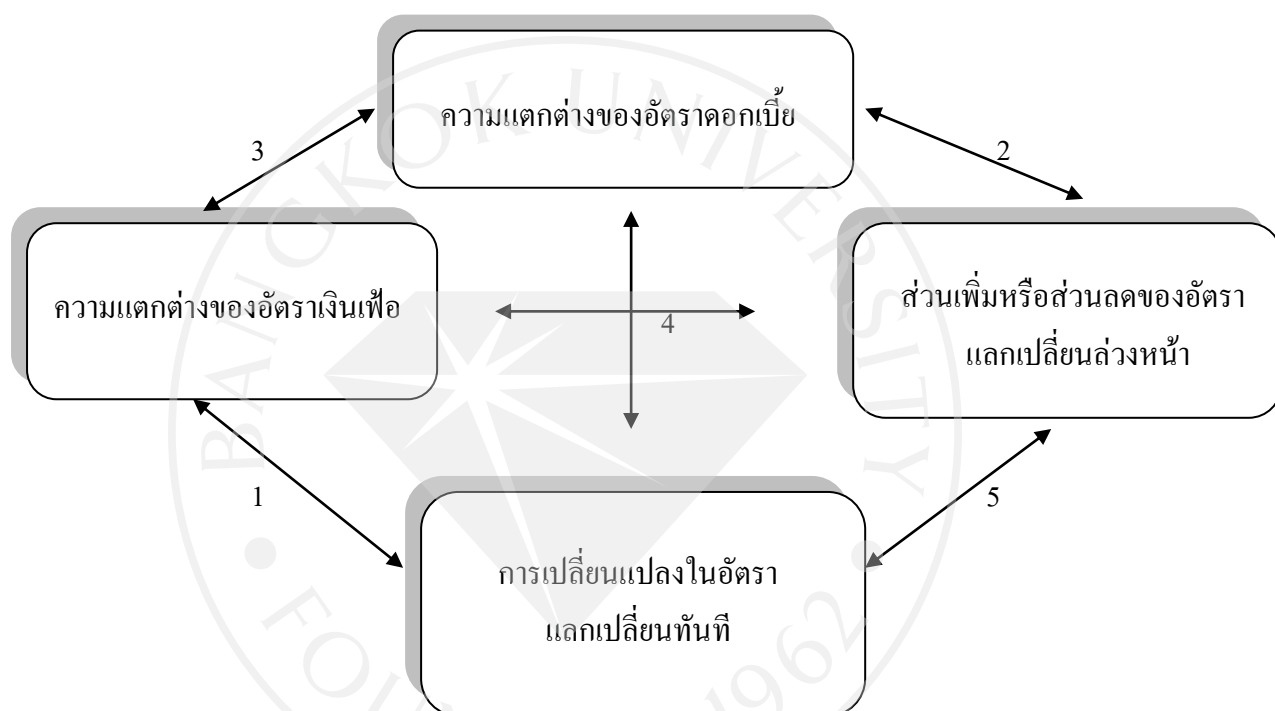 ความแตกต่างของอัตราดอกเบี้ย
3
2
ความแตกต่างของอัตราเงินเฟ้อ
4
ส่วนเพิ่มหรือส่วนลดของอัตรา
แลกเปลี่ยนล่วงหน้า
1
5
การเปลี่ยนแปลงในอัตรา
แลกเปลี่ยนทันที
BANGKOK UNIVERSITY
1962